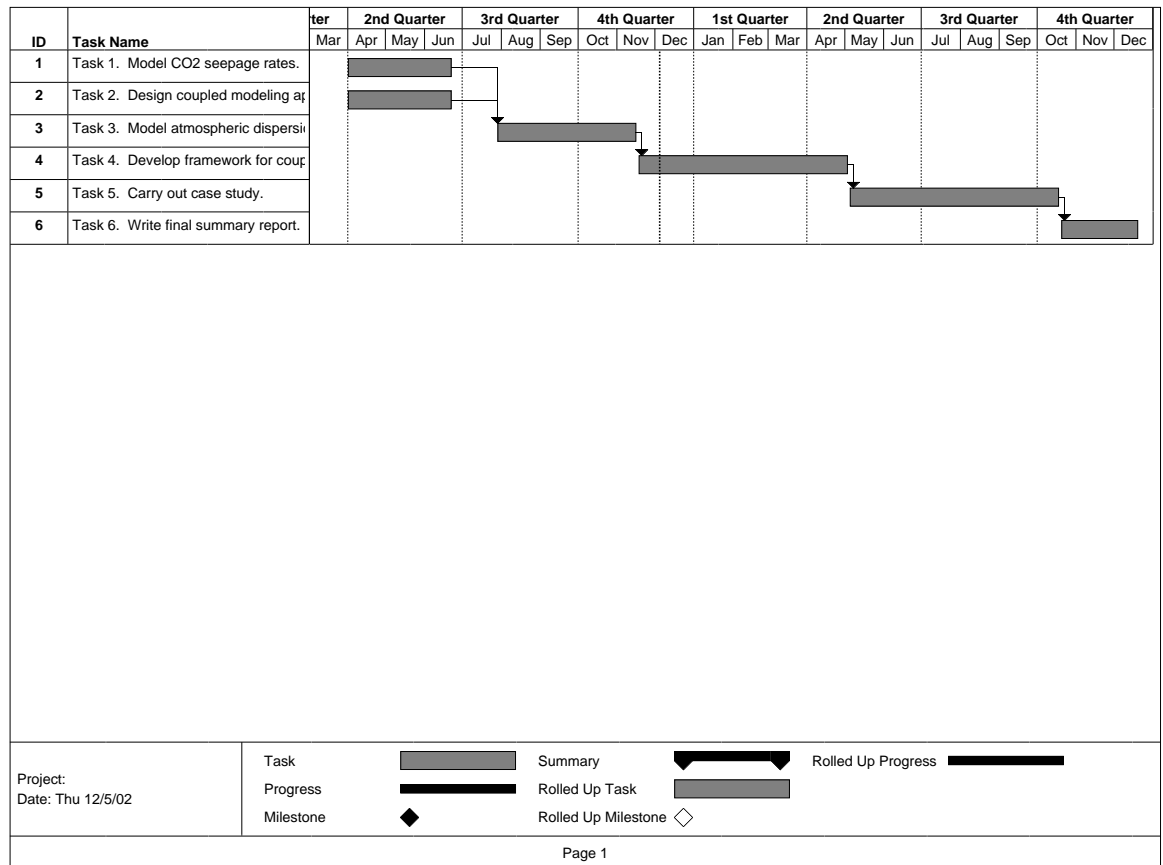 ter 2nd Quarter 3rd Quarter 4th Quarter 1st Quarter 2nd Quarter 3rd Quarter 4th Quarter
ID Task Name Mar Apr May Jun Jul Aug Sep Oct Nov Dec Jan Feb Mar Apr May Jun Jul Aug Sep Oct Nov Dec
1 Task 1. Model CO2 seepage rates.
2 Task 2. Design coupled modeling ap
3 Task 3. Model atmospheric dispersi
4 Task 4. Develop framework for coup
5 Task 5. Carry out case study.
6 Task 6. Write final summary report.
Project:
Date: Thu 12/5/02
Task Summary Rolled Up Progress
Progress Rolled Up Task
Milestone Rolled Up Milestone
Page 1